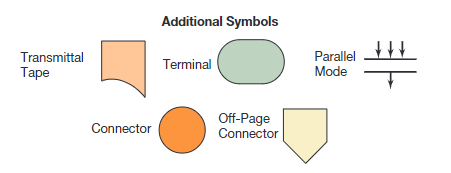 Additional Symbols
Transmittal
Tape
Terminal
Parallel
Mode
Connector
Off-Page
Connector